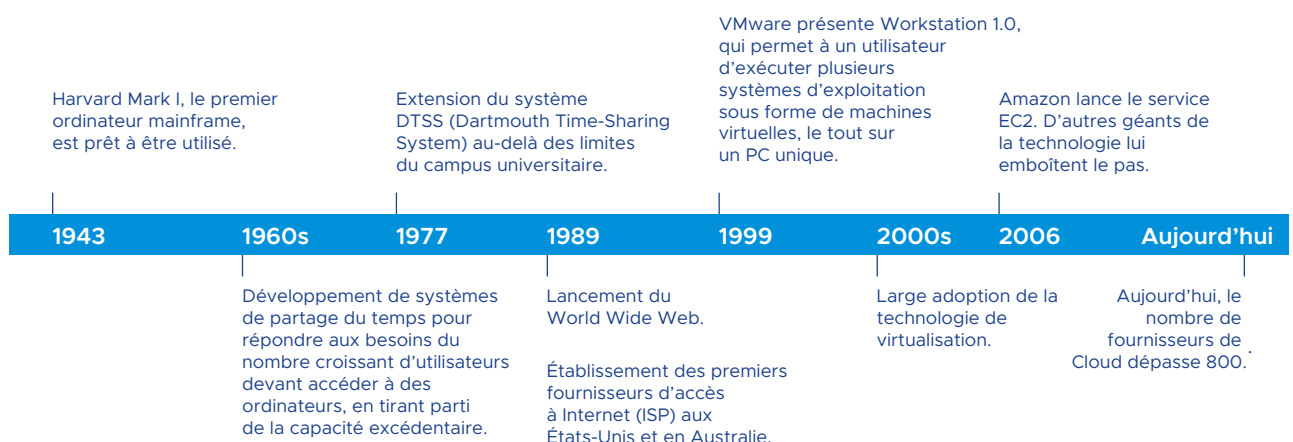 VMware présente Workstation 1.0,
qui permet à un utilisateur
d'exécuter plusieurs
systèmes d'exploitation
sous forme de machines
virtuelles, le tout sur
un PC unique.
Harvard Mark I, le premier
ordinateur mainframe,
est prêt à être utilisé.
Extension du système
DTSS (Dartmouth Time-Sharing
System) au-delà des limites
du campus universitaire.
Amazon lance le service
EC2. D'autres géants de
la technologie lui
emboîtent le pas.
1943 1960s 1977 1989 1999 2000s 2006 Aujourd'hui
Développement de systèmes
de partage du temps pour
répondre aux besoins du
nombre croissant d'utilisateurs
devant accéder à des
ordinateurs, en tirant parti
de la capacité excédentaire.
Lancement du
World Wide Web.
Établissement des premiers
fournisseurs d'accès
à Internet (ISP) aux
États-Unis et en Australie.
Large adoption de la
technologie de
virtualisation.
Aujourd'hui, le
nombre de
fournisseurs de
Cloud dépasse 800.